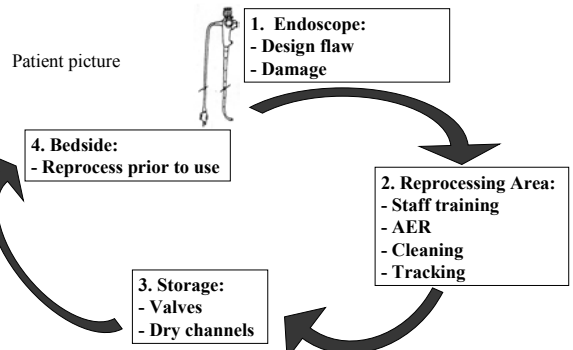 1. Endoscope:
- Design flaw
- Damage
Patient picture
4. Bedside:
- Reprocess prior to use
2. Reprocessing Area:
- Staff training
- AER
- Cleaning
- Tracking
3. Storage:
- Valves
- Dry channels